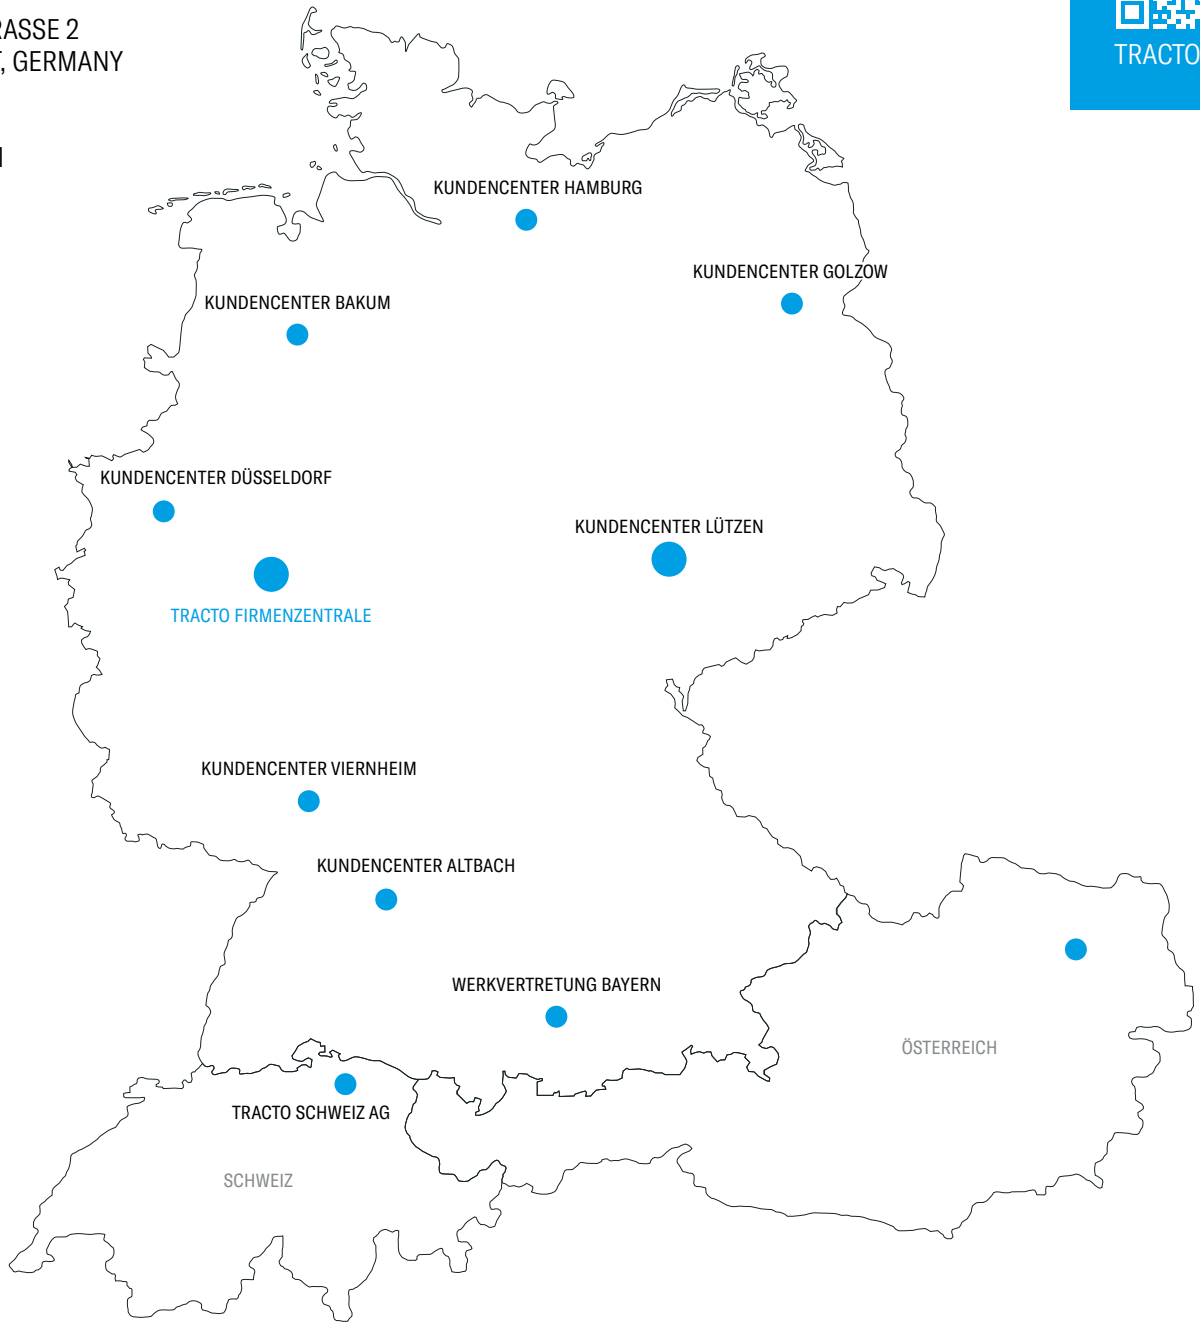 2
, GERMANY
TRACTO
KUNDENCENTER HAMBURG
KUNDENCENTER GOLZOW
KUNDENCENTER BAKUM
KUNDENCENTER DÜSSELDORF
KUNDENCENTER LÜTZEN
TRACTO FIRMENZENTRALE
KUNDENCENTER VIERNHEIM
KUNDENCENTER ALTBACH
WERKVERTRETUNG BAYERN
ÖSTERREICH
TRACTO SCHWEIZ AG
SCHWEIZ